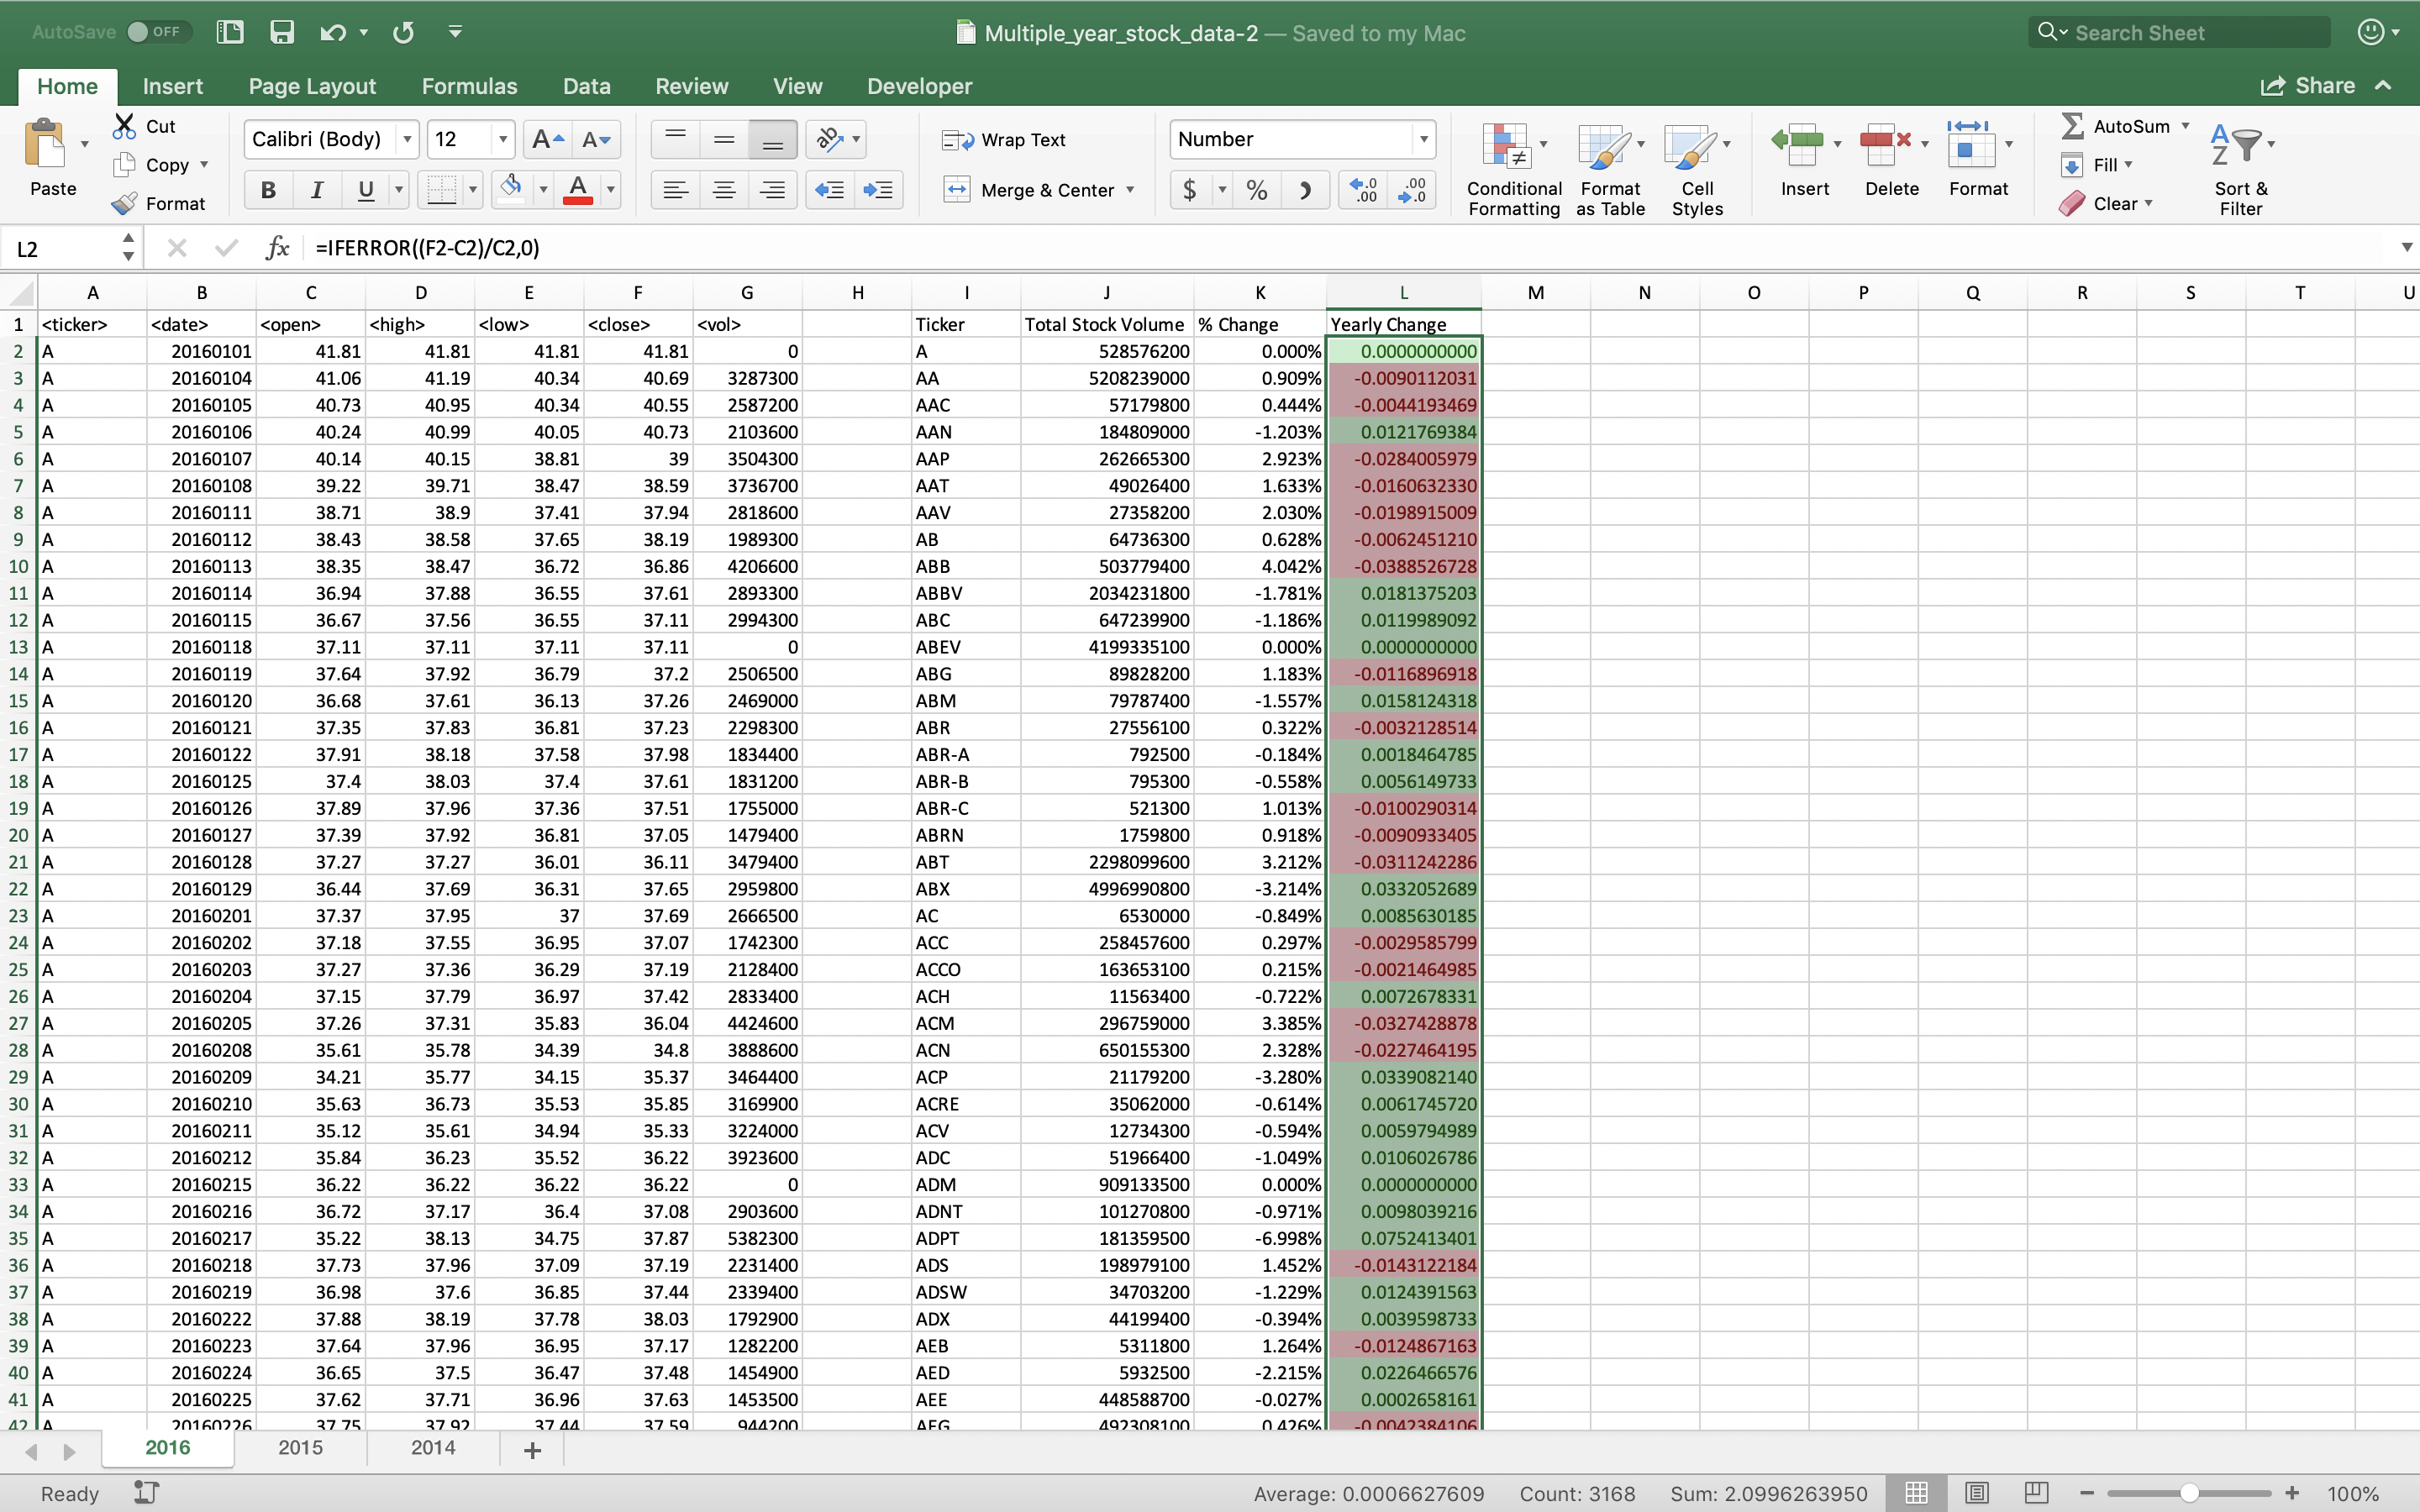 AutoSave OFF Multiple_year_stock_data-2 — Saved to my Mac Search Sheet
Home Insert Page Layout Formulas Data Review View Developer Share
Paste Cut Copy Format
Calibri (Body) 12 A A
B I U A
Wrap Text
Merge & Center
Number
$ % .0 .00 .00 .0
Conditional Formatting Format as Table Cell Styles
Insert Delete Format
AutoSum Fill Clear
Sort & Filter
L2 fx =IFERROR((F2-C2)/C2,0)
A B C D E F G H I J K L M N O P Q R S T U
1 <ticker> <date> <open> <high> <low> <close> <vol> Ticker Total Stock Volume % Change Yearly Change
2 A 20160101 41.81 41.81 41.81 41.81 0 A 528576200 0.000% 0.0000000000
3 A 20160104 41.06 41.19 40.34 40.69 3287300 AA 5208239000 0.909% -0.0090112031
4 A 20160105 40.73 40.95 40.34 40.55 2587200 AAC 57179800 0.444% -0.0044193469
5 A 20160106 40.24 40.99 40.05 40.73 2103600 AAN 184809000 -1.203% 0.0121769384
6 A 20160107 40.14 40.15 38.81 39 3504300 AAP 262665300 2.923% -0.0284005979
7 A 20160108 39.22 39.71 38.47 38.59 3736700 AAT 49026400 1.633% -0.0160632330
8 A 20160111 38.71 38.9 37.41 37.94 2818600 AAV 27358200 2.030% -0.0198915009
9 A 20160112 38.43 38.58 37.65 38.19 1989300 AB 64736300 0.628% -0.0062451210
10 A 20160113 38.35 38.47 36.72 36.86 4206600 ABB 503779400 4.042% -0.0388526728
11 A 20160114 36.94 37.88 36.55 37.61 2893300 ABBV 2034231800 -1.781% 0.0181375203
12 A 20160115 36.67 37.56 36.55 37.11 2994300 ABC 647239900 -1.186% 0.0119989092
13 A 20160118 37.11 37.11 37.11 37.11 0 ABEV 4199335100 0.000% 0.0000000000
14 A 20160119 37.64 37.92 36.79 37.2 2506500 ABG 89828200 1.183% -0.0116896918
15 A 20160120 36.68 37.61 36.13 37.26 2469000 ABM 79787400 -1.557% 0.0158124318
16 A 20160121 37.35 37.83 36.81 37.23 2298300 ABR 27556100 0.322% -0.0032128514
17 A 20160122 37.91 38.18 37.58 37.98 1834400 ABR-A 792500 -0.184% 0.0018464785
18 A 20160125 37.4 38.03 37.4 37.61 1831200 ABR-B 795300 -0.558% 0.0056149733
19 A 20160126 37.89 37.96 37.36 37.51 1755000 ABR-C 521300 1.013% -0.0100290314
20 A 20160127 37.39 37.92 36.81 37.05 1479400 ABRN 1759800 0.918% -0.0090933405
21 A 20160128 37.27 37.27 36.01 36.11 3479400 ABT 2298099600 3.212% -0.0311242286
22 A 20160129 36.44 37.69 36.31 37.65 2959800 ABX 4996990800 -3.214% 0.0332052689
23 A 20160201 37.37 37.95 37 37.69 2666500 AC 6530000 -0.849% 0.0085630185
24 A 20160202 37.18 37.55 36.95 37.07 1742300 ACC 258457600 0.297% -0.0029585799
25 A 20160203 37.27 37.36 36.29 37.19 2128400 ACCO 163653100 0.215% -0.0021464985
26 A 20160204 37.15 37.79 36.97 37.42 2833400 ACH 11563400 -0.722% 0.0072678331
27 A 20160205 37.26 37.31 35.83 36.04 4424600 ACM 296759000 3.385% -0.0327428878
28 A 20160208 35.61 35.78 34.39 34.8 3888600 ACN 650155300 2.328% -0.0227464195
29 A 20160209 34.21 35.77 34.15 35.37 3464400 ACP 21179200 -3.280% 0.0339082140
30 A 20160210 35.63 36.73 35.53 35.85 3169900 ACRE 35062000 -0.614% 0.0061745720
31 A 20160211 35.12 35.61 34.94 35.33 3224000 ACV 12734300 -0.594% 0.0059794989
32 A 20160212 35.84 36.23 35.52 36.22 3923600 ADC 51966400 -1.049% 0.0106026786
33 A 20160215 36.22 36.22 36.22 36.22 0 ADM 909133500 0.000% 0.0000000000
34 A 20160216 36.72 37.17 36.4 37.08 2903600 ADNT 101270800 -0.971% 0.0098039216
35 A 20160217 35.22 38.13 34.75 37.87 5382300 ADPT 181359500 -6.998% 0.0752413401
36 A 20160218 37.73 37.96 37.09 37.19 2231400 ADS 198979100 1.452% -0.0143122184
37 A 20160219 36.98 37.6 36.85 37.44 2339400 ADSW 34703200 -1.229% 0.0124391563
38 A 20160222 37.88 38.19 37.78 38.03 1792900 ADX 44199400 -0.394% 0.0039598733
39 A 20160223 37.64 37.96 36.95 37.17 1282200 AEB 5311800 1.264% -0.0124867163
40 A 20160224 36.65 37.5 36.47 37.48 1454900 AED 5932500 -2.215% 0.0226466576
41 A 20160225 37.62 37.71 36.96 37.63 1453500 AEE 448588700 -0.027% 0.0002658161
42 A 20160226 37.75 37.92 37.44 37.59 944200 AEG 492308100 0.426% -0.0042384106
2016 2015 2014 +
Ready Average: 0.0006627609 Count: 3168 Sum: 2.0996263950 100%